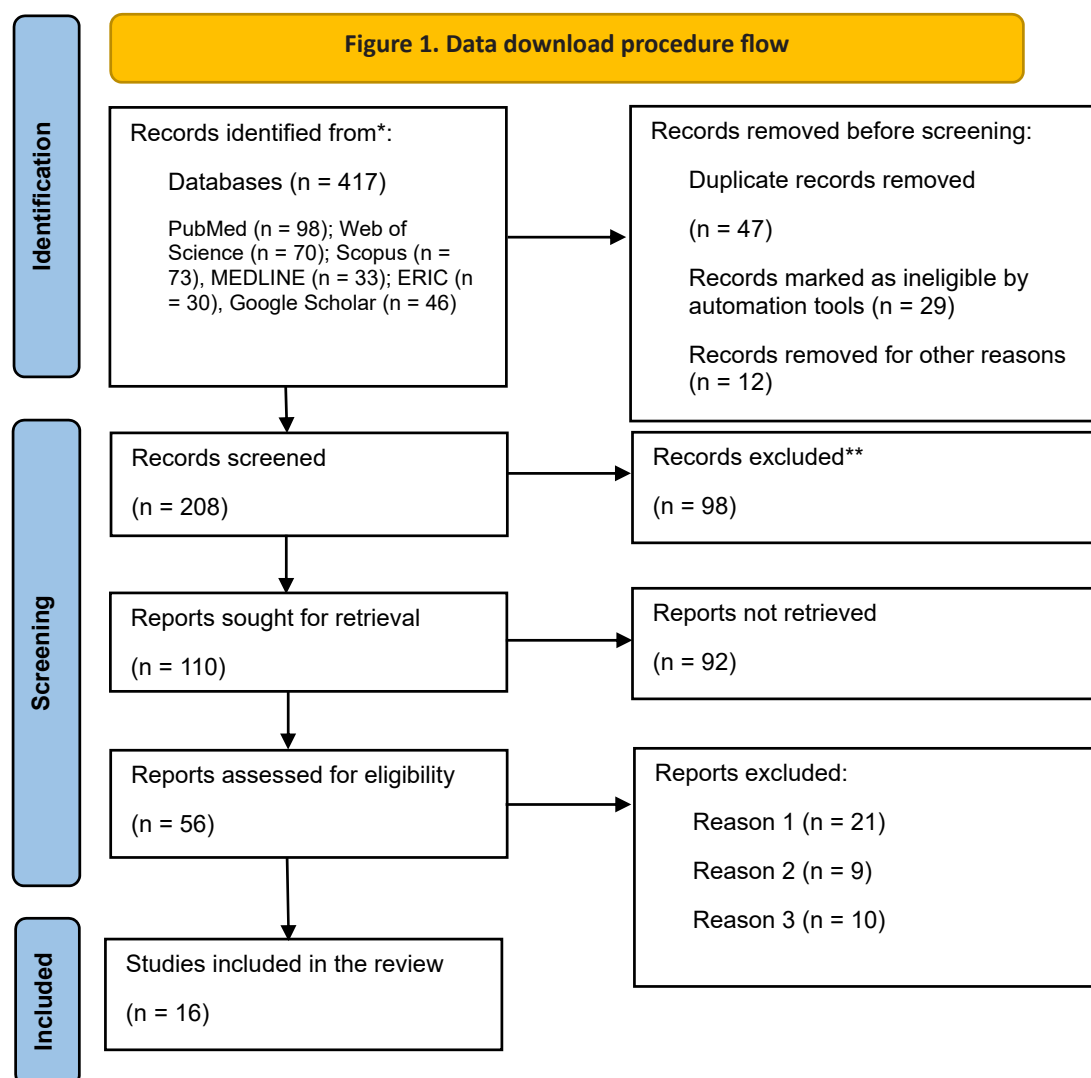 Figure 1. Data download procedure flow
Identification
Records identified from*:
Databases (n = 417)
PubMed (n = 98); Web of
Science (n = 70); Scopus (n =
73), MEDLINE (n = 33); ERIC (n
= 30), Google Scholar (n = 46)
Records removed before screening:
Duplicate records removed
(n = 47)
Records marked as ineligible by
automation tools (n = 29)
Records removed for other reasons
(n = 12)
Screening
Records screened
(n = 208)
Records excluded**
(n = 98)
Reports sought for retrieval
(n = 110)
Reports not retrieved
(n = 92)
Reports assessed for eligibility
(n = 56)
Reports excluded:
Reason 1 (n = 21)
Reason 2 (n = 9)
Reason 3 (n = 10)
Included
Studies included in the review
(n = 16)